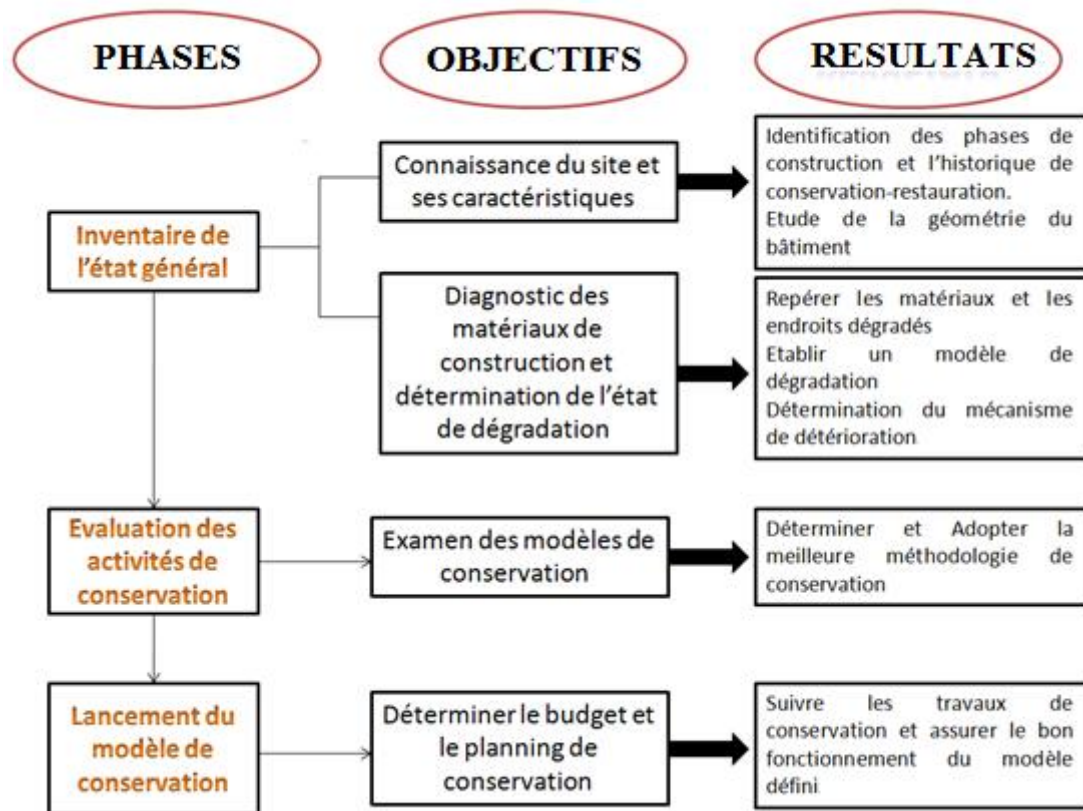 PHASES
OBJECTIFS
RESULTATS
Inventaire de
l'état général
Connaissance du site et
ses caractéristiques
Identification des phases de
construction et l'historique de
conservation-restauration.
Etude de la géométrie du
bâtiment
Diagnostic des
matériaux de
construction et
détermination de l'état
de dégradation
Repérer les matériaux et les
endroits dégradés
Etablir un modèle de
dégradation
Détermination du mécanisme
de détérioration
Evaluation des
activités de
conservation
Examen des modèles de
conservation
Déterminer et Adopter la
meilleure méthodologie de
conservation
Lancement du
modèle de
conservation
Déterminer le budget et
le planning de
conservation
Suivre les travaux de
conservation et assurer le bon
fonctionnement du modèle
défini